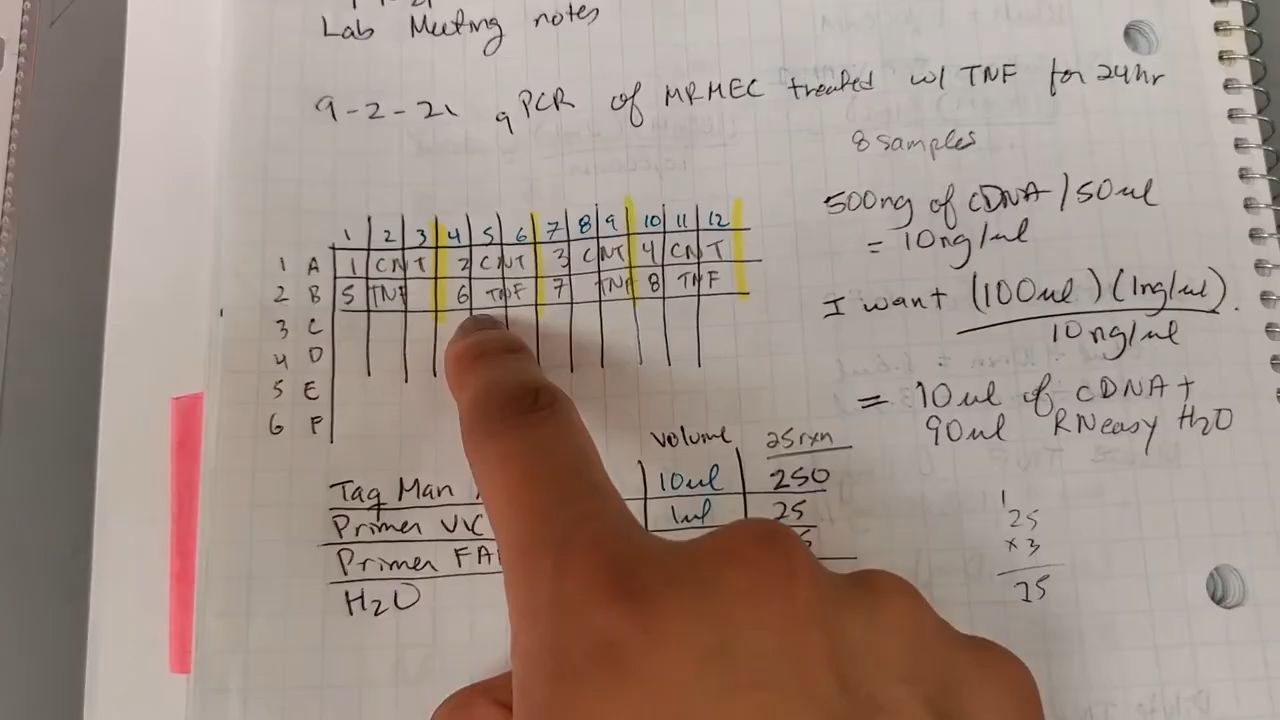 Lab Meeting notes
9-2-21 qPCR of MRMEC treated w/ TNF for 24hr
8 samples
500ng of cDNA/50ul
= 10ng/ul
I want (100ul)(1ng/ul).
10ng/ul
= 10ul of cDNA+
90ul RNeasy H2O
1 2 3 4 5 6 7 8 9 10 11 12
1 A 1 CNT 2 CNT 3 CNT 4 CNT
2 B 5 TNF 6 TNF 7 TNF 8 TNF
3 C
4 D
5 E
6 F
volume 25rxn
Taq Man 10ul 250
Primer VIC 1ul 25
Primer FA
H2O
1
25
x3
75